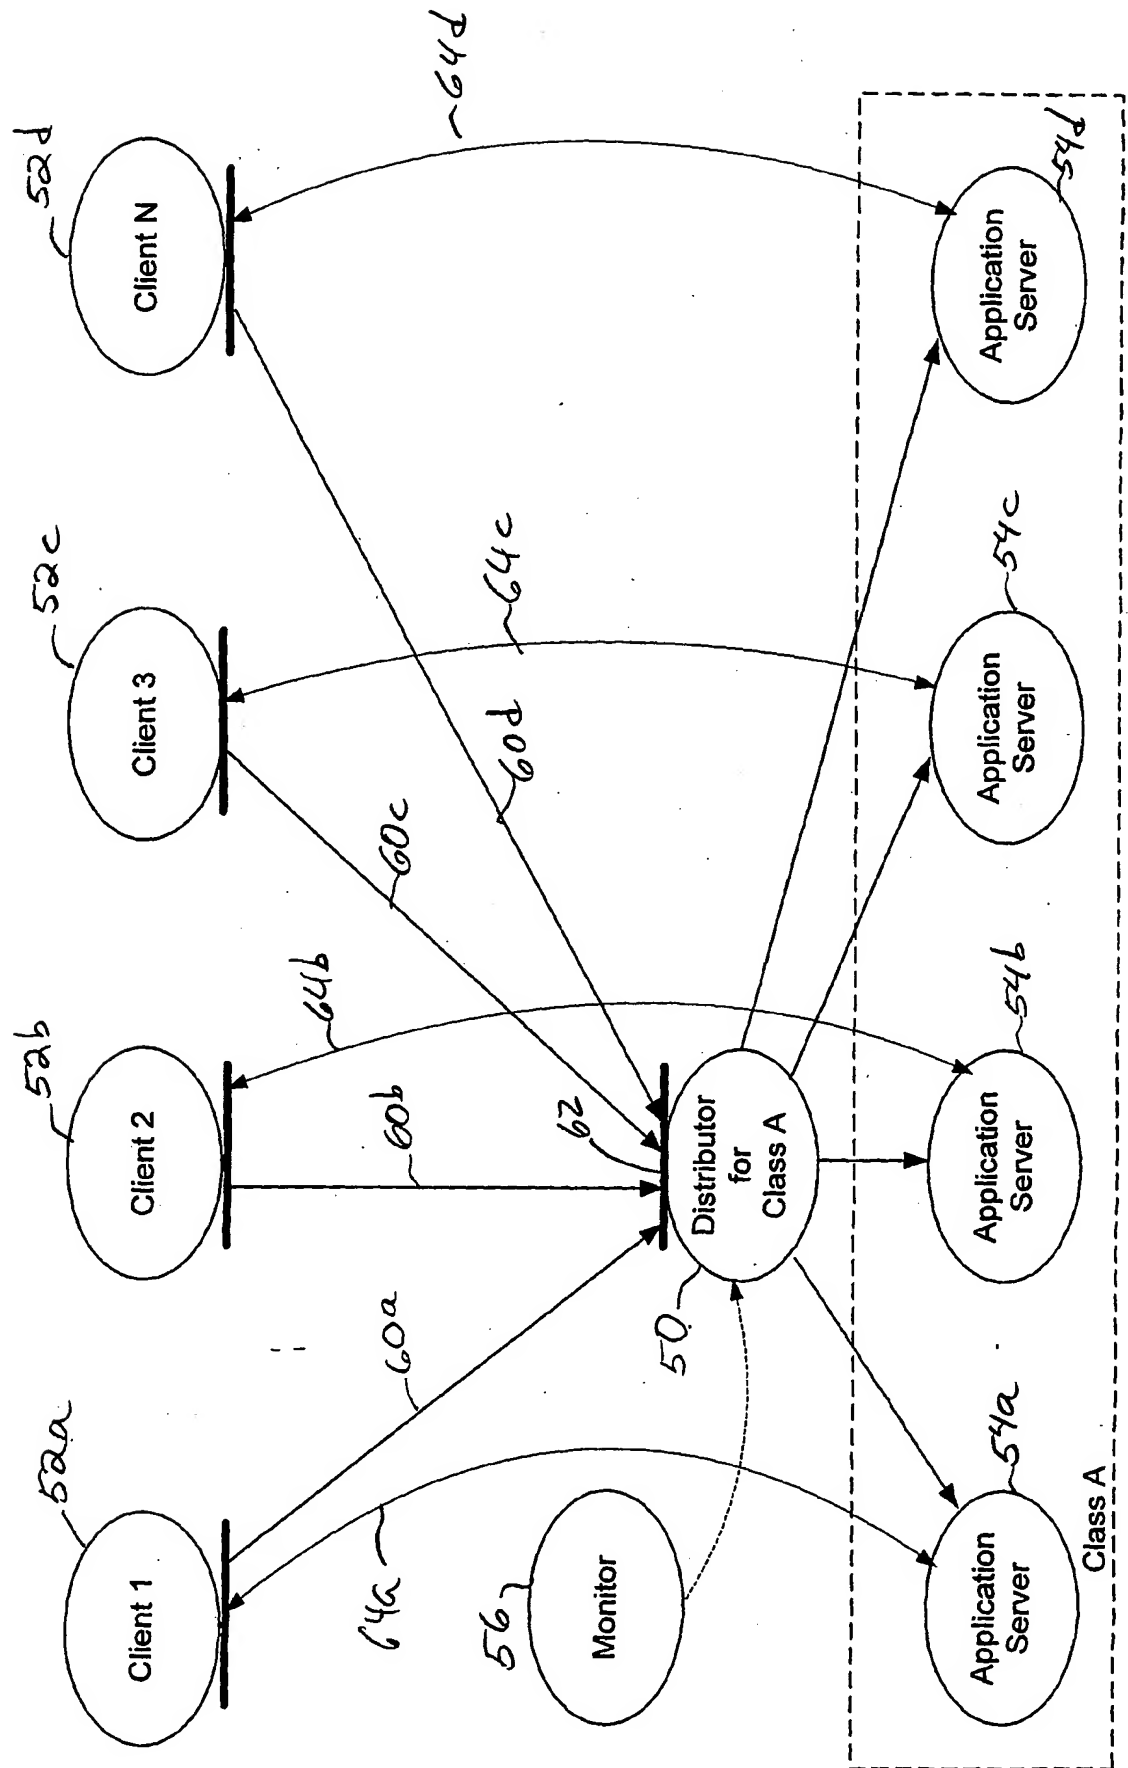 52a
52b
52c
52d
Client 1
Client 2
Client 3
Client N
64a
60a
60b
64b
60c
64c
60d
64d
56
Monitor
50
62
Distributor
for
Class A
Application
Server
54a
Application
Server
54b
Application
Server
54c
Application
Server
54d
Class A